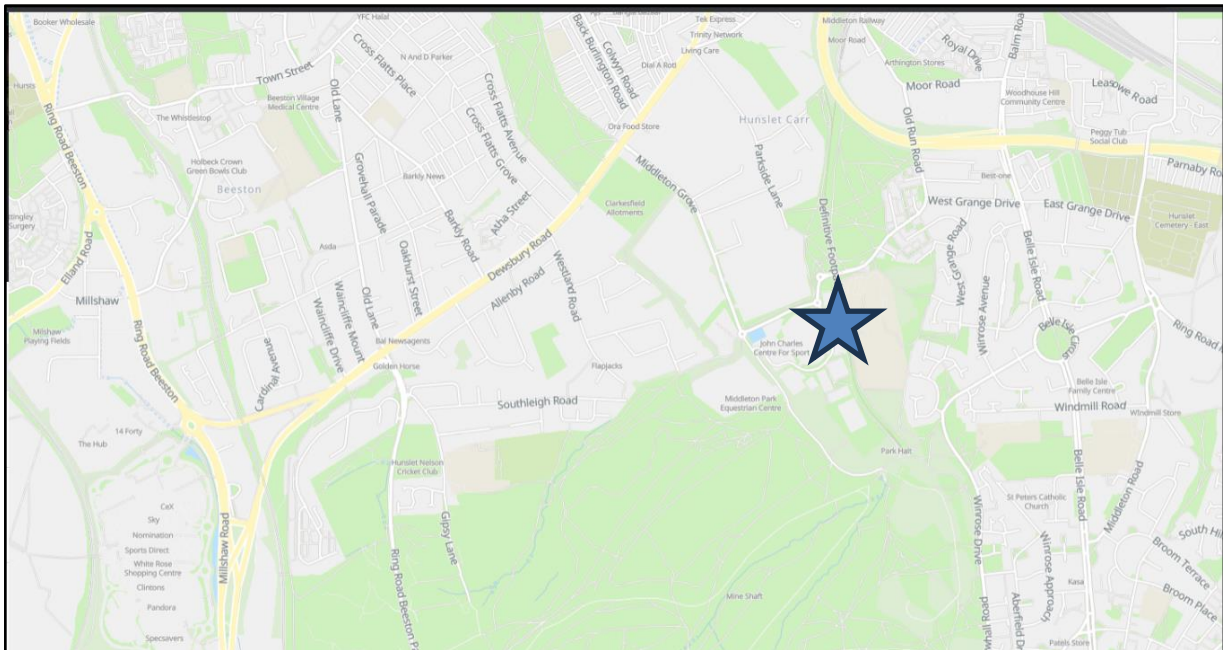 Booker Wholesale
YFC Halal
N And D Parker
Cross Flatts Place
Town Street
Old Lane
Beeston Village
Medical Centre
The Whistlestop
Hursts
Ring Road Beeston
Holbeck Crown
Green Bowls Club
Beeston
Surgery
Elland Road
Millshaw
Milshaw
Playing Fields
Ring Road Beeston
Cross Flatts Avenue
Cross Flatts Grove
Barkly News
Grovehall Parade
Barkly Road
Atha Street
Asda
Oakhurst Street
Old Lane
Waincliffe Mount
Waincliffe Drive
Cardinal Avenue
Bal Newsagents
Golden Horse
Dewsbury Road
Allenby Road
Westland Road
Flapjacks
Southleigh Road
Back Burlington Road
Colwyn Road
Tek Express
Trinity Network
Living Care
Dial A Rod
Ora Food Store
Middleton Grove
Clarkesfield
Allotments
Hunslet Carr
Parkside Lane
Middleton Railway
Moor Road
Arthington Stores
Royal Drive
Balm Roa
Moor Road
Woodhouse Hill
Community Centre
Leasowe Road
Old Run Road
Peggy Tub
Social Club
Parnaby Ro
Best-one
West Grange Drive
East Grange Drive
Hunslet
Cemetery - East
Definitive Footp
West Grange Road
Winrose Avenue
Belle Isle Road
Belle Isle Circus
Ring Road
John Charles
Centre For Sport
Middleton Park
Equestrian Centre
Belle Isle
Family Centre
Windmill Road
Windmill Store
Park Halt
14 Forty
The Hub
Hunslet Nelson
Cricket Club
CeX
Sky
Nomination
Sports Direct
White Rose
Shopping Centre
Clintons
Pandora
Specsavers
Millshaw Road
Ring Road Beeston P
Gipsy Lane
Mine Shaft
St Peters Catholic
Church
Belle Isle Road
Middleton Road
Winrose Drive
Winrose Approach
South Hi
Broom Terrace
Broom Place
Kasa
Aberfield D
Patels Store